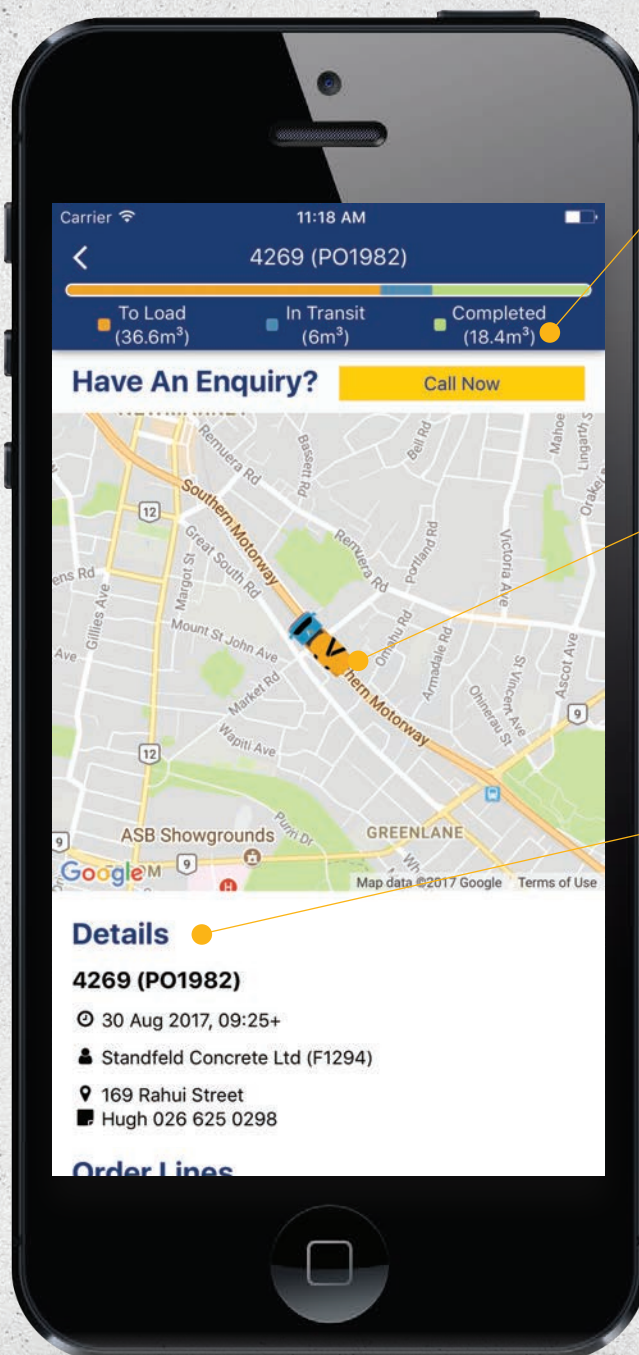 Carrier
11:18 AM
4269 (PO1982)
To Load
(36.6m³)
In Transit
(6m³)
Completed
(18.4m³)
Have An Enquiry?
Call Now
Remuera Rd
Bassett Rd
Bell Rd
Mahoe
Lingarth S
Orakei
12
Southern Motorway
Great South Rd
Margot St
Remuera Rd
Portland Rd
Victoria Ave
ens Rd
Gillies Ave
Mount St John Ave
Omahu Rd
Armadale Rd
St Vincent Ave
Ascot Ave
Ave
Market Rd
thern Motorway
Ohinerau St
9
Wapiti Ave
12
9
ASB Showgrounds
GREENLANE
9
Google
M
H
Map data ©2017 Google
Terms of Use
Details
4269 (PO1982)
30 Aug 2017, 09:25+
Standfeld Concrete Ltd (F1294)
169 Rahui Street
Hugh 026 625 0298
Order Lines